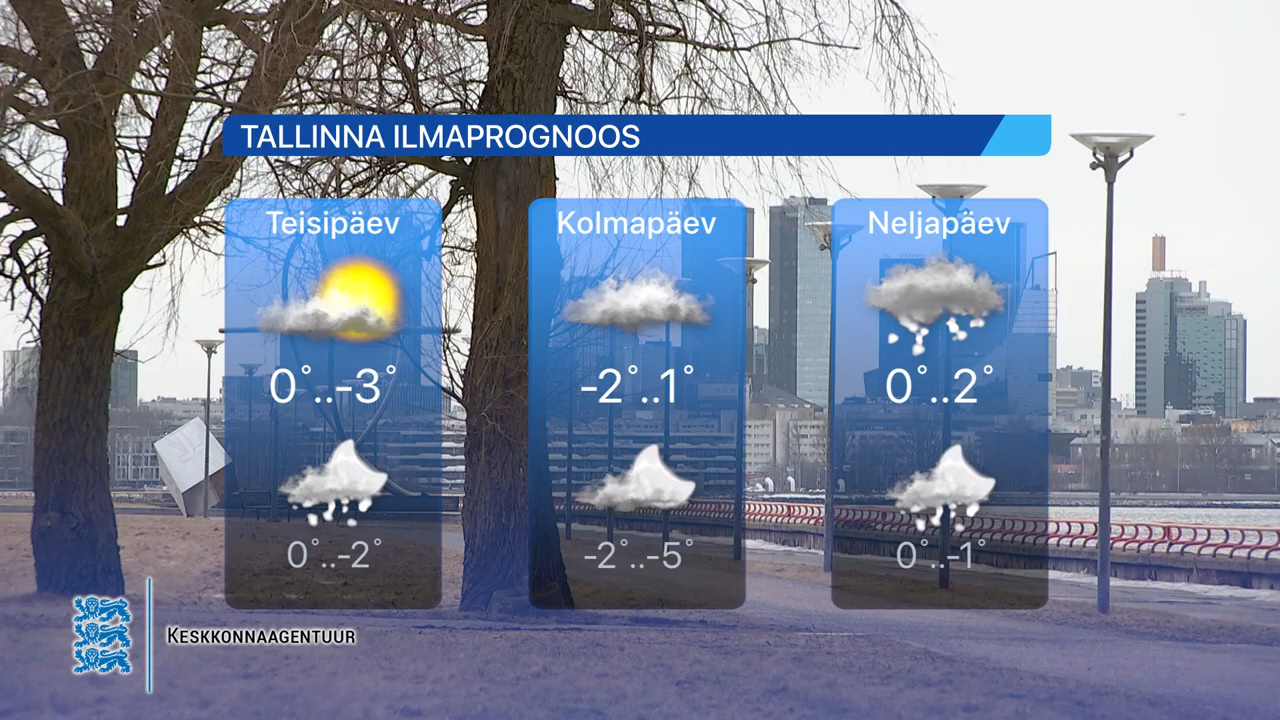 TALLINNA ILMAPROGNOOS
Teisipäev
0°..-3°
0°..-2°
Kolmapäev
-2°..1°
-2°..-5°
Neljapäev
0°..2°
0°..-1°
KESKKONNAAGENTUUR